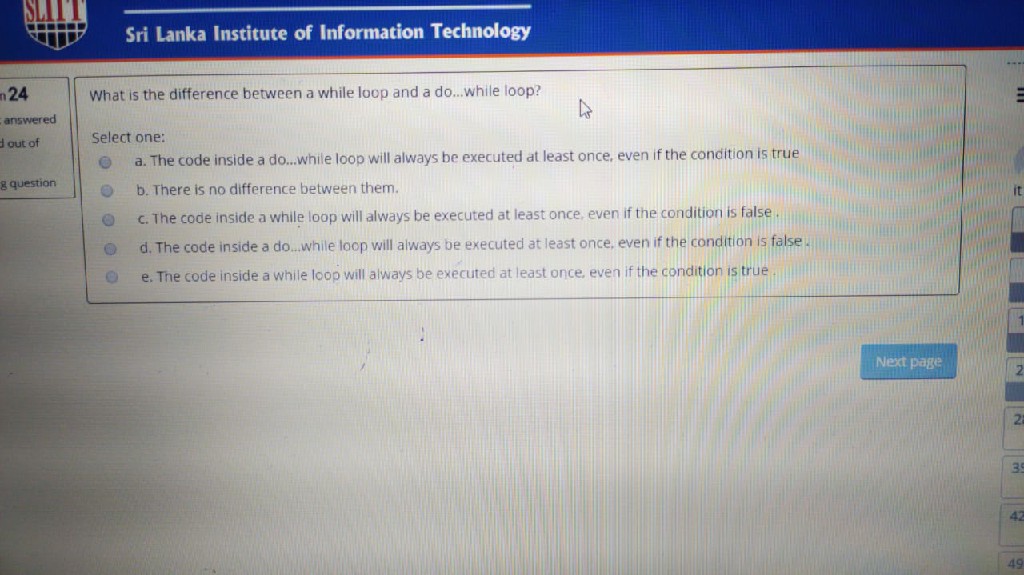 SLIIT
Sri Lanka Institute of Information Technology
24
answered
out of
question
What is the difference between a while loop and a do...while loop?
Select one:
a. The code inside a do...while loop will always be executed at least once, even if the condition is true
b. There is no difference between them.
c. The code inside a while loop will always be executed at least once, even if the condition is false .
d. The code inside a do...while loop will always be executed at least once, even if the condition is false .
e. The code inside a while loop will always be executed at least once, even if the condition is true .
Next page
it
1
2
35
42
49